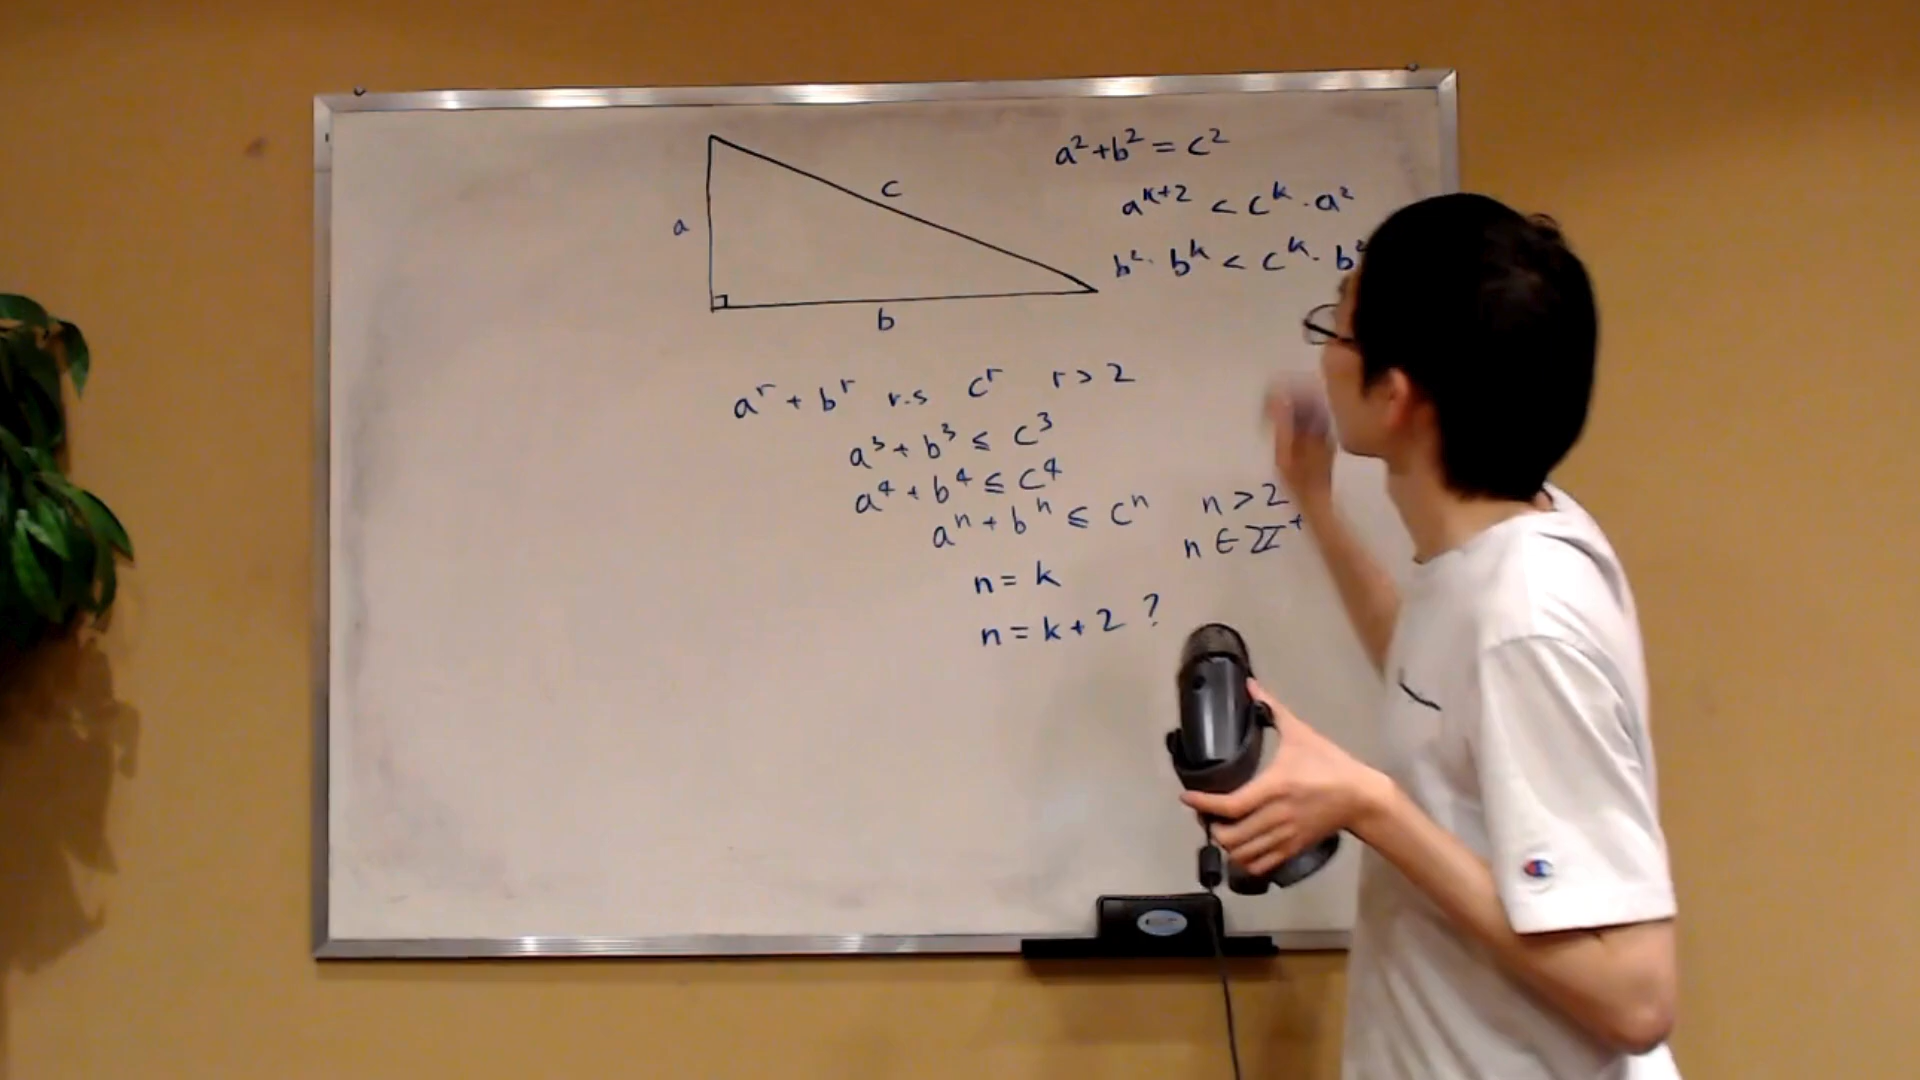 a² + b² = c²
a^{k+2} < c^k · a²
b² · b^k < c^k · b²
a
c
b
a^r + b^r v.s c^r r > 2
a³ + b³ ≤ c³
a⁴ + b⁴ ≤ c⁴
a^n + b^n ≤ c^n n > 2
n ∈ ℤ⁺
n = k
n = k + 2 ?